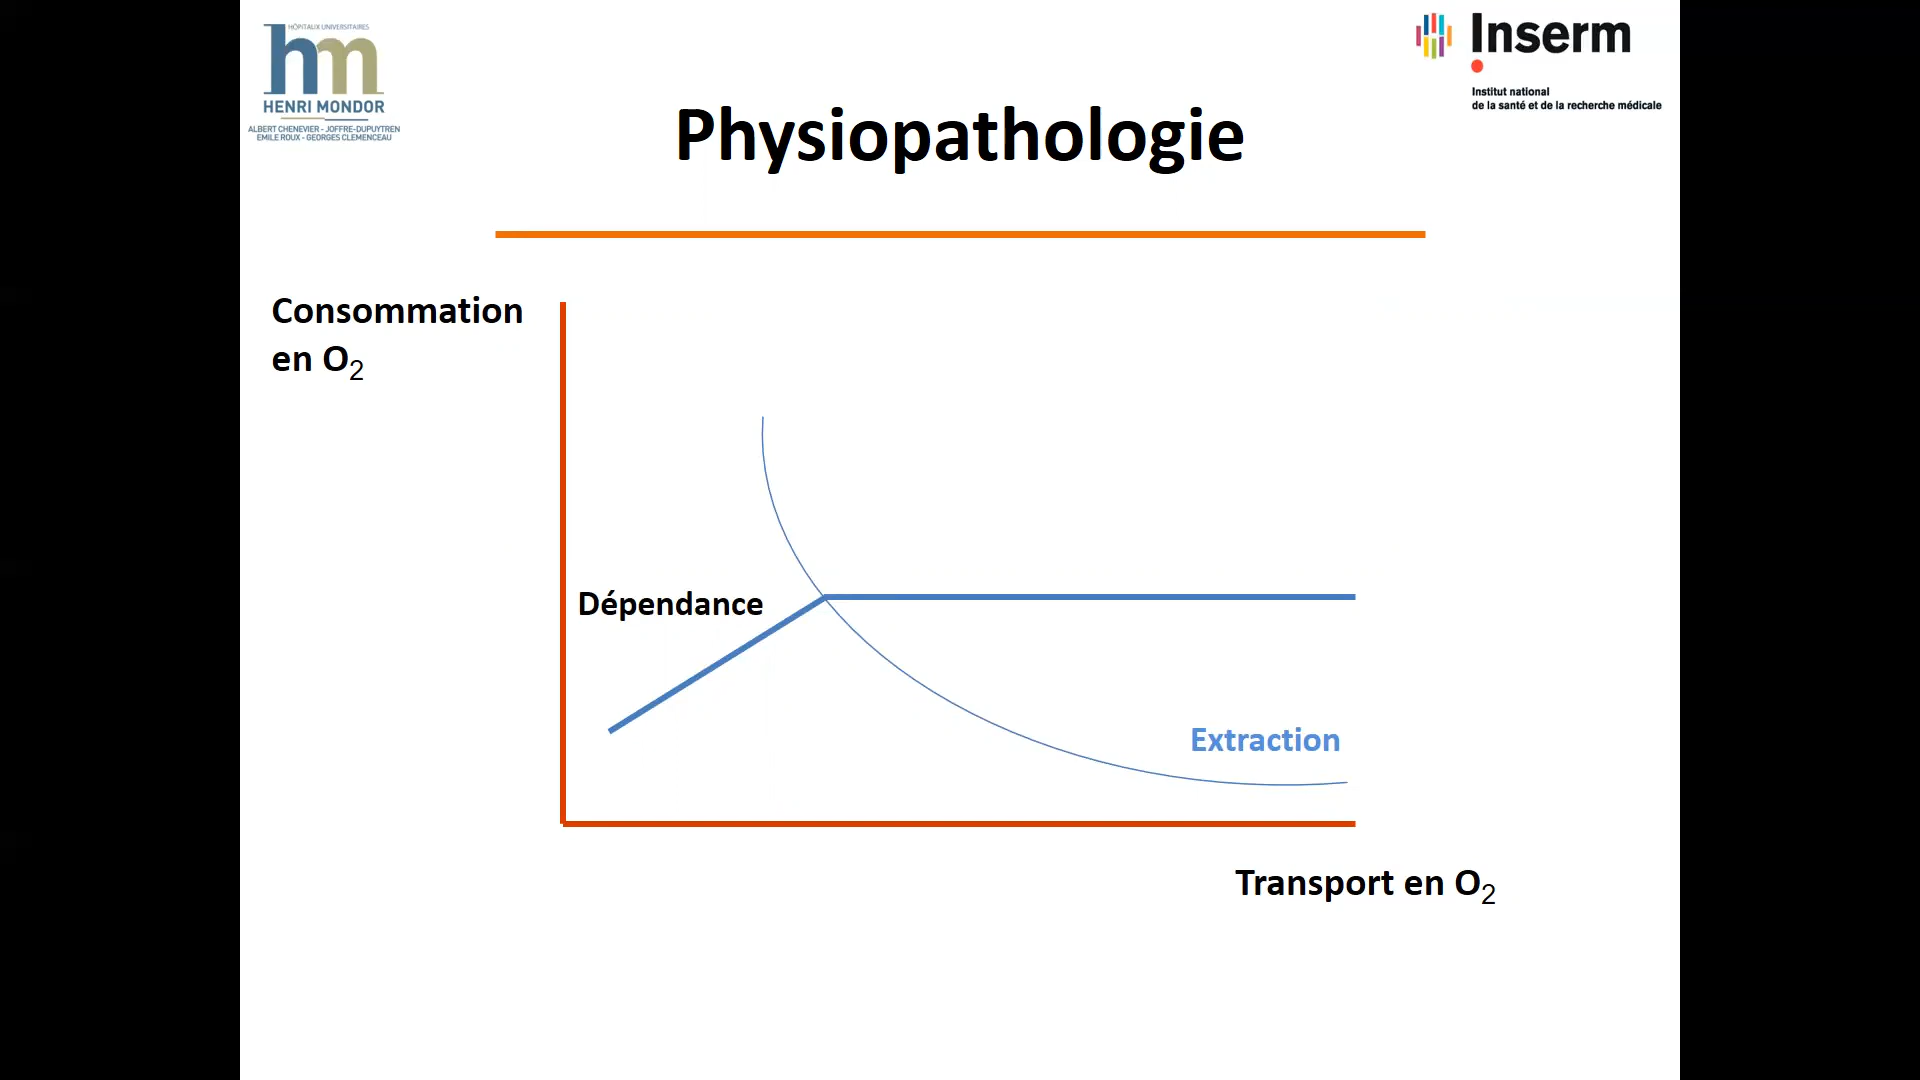 HÔPITAUX UNIVERSITAIRES
hm
HENRI MONDOR
ALBERT CHENEVIER - JOFFRE-DUPUYTREN
EMILE ROUX - GEORGES CLEMENCEAU
Inserm
Institut national
de la santé et de la recherche médicale
Physiopathologie
Consommation
en O₂
Dépendance
Extraction
Transport en O₂